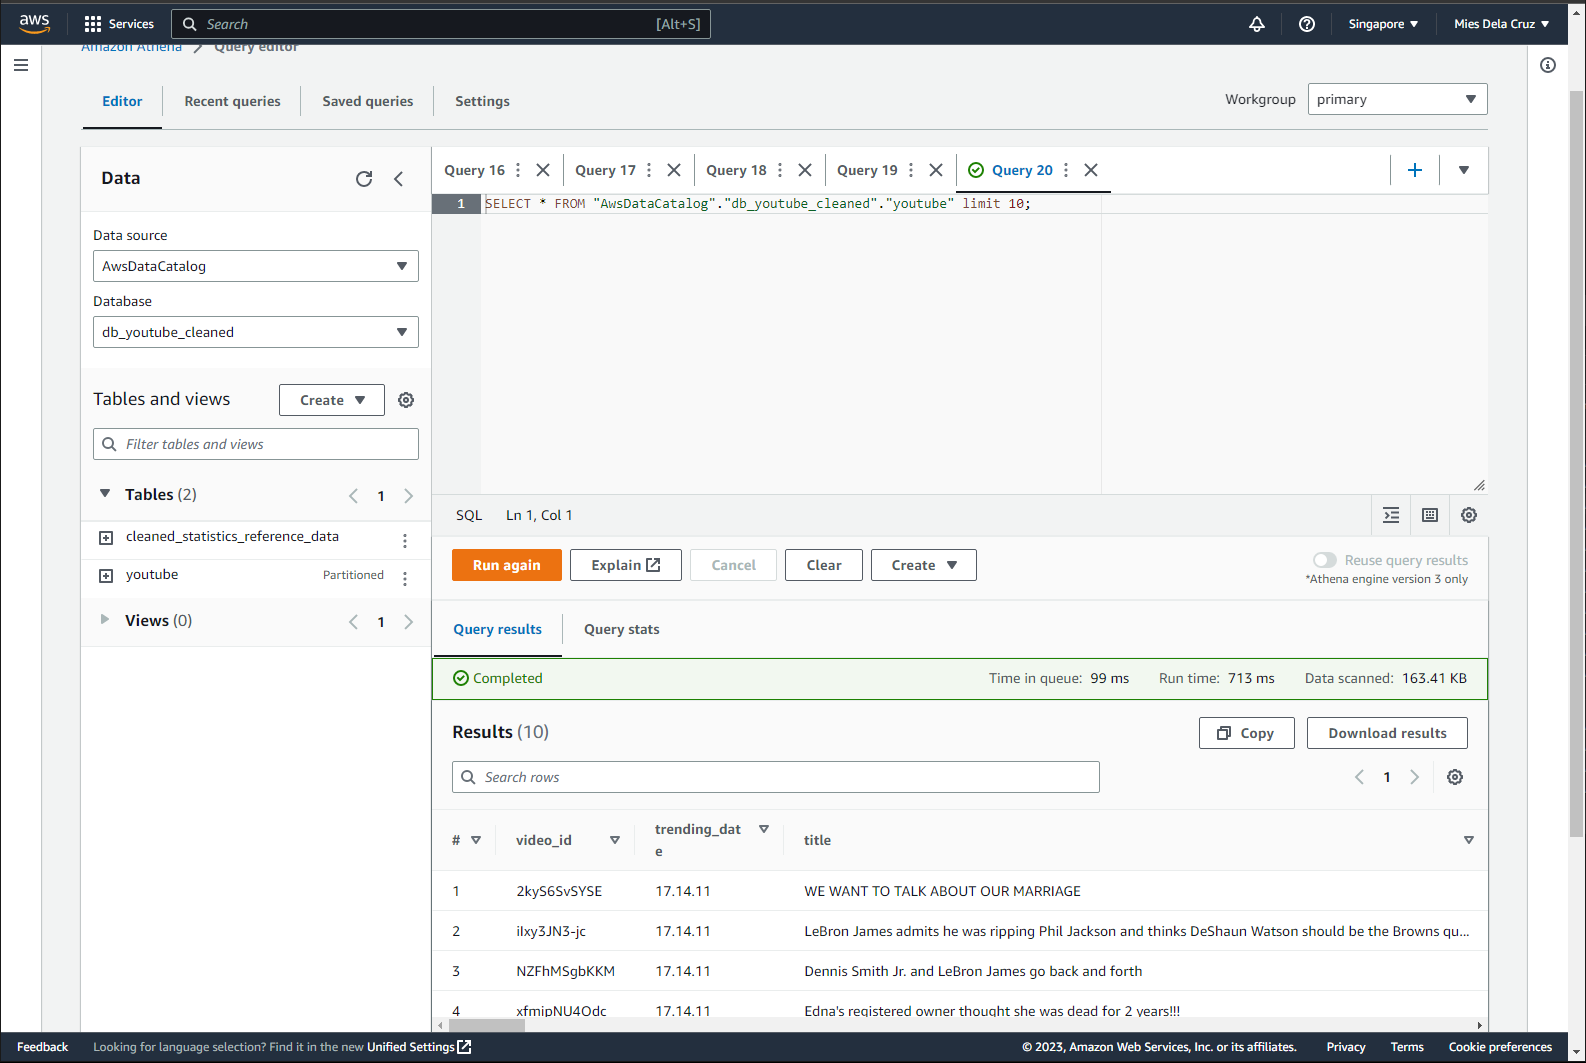 aws
Services
Search
[Alt+S]
Singapore
Mies Dela Cruz
Amazon Athena
Query editor
Editor
Recent queries
Saved queries
Settings
Workgroup
primary
Data
Data source
AwsDataCatalog
Database
db_youtube_cleaned
Tables and views
Create
Filter tables and views
Tables (2)
1
cleaned_statistics_reference_data
youtube
Partitioned
Views (0)
1
Query 16
Query 17
Query 18
Query 19
Query 20
1
SELECT * FROM "AwsDataCatalog"."db_youtube_cleaned"."youtube" limit 10;
SQL
Ln 1, Col 1
Run again
Explain
Cancel
Clear
Create
Reuse query results
*Athena engine version 3 only
Query results
Query stats
Completed
Time in queue: 99 ms
Run time: 713 ms
Data scanned: 163.41 KB
Results (10)
Copy
Download results
Search rows
1
#
video_id
trending_dat
e
title
1 2kyS6SvSYSE 17.14.11 WE WANT TO TALK ABOUT OUR MARRIAGE
2 iIxy3JN3-jc 17.14.11 LeBron James admits he was ripping Phil Jackson and thinks DeShaun Watson should be the Browns qu...
3 NZFhMSgbKKM 17.14.11 Dennis Smith Jr. and LeBron James go back and forth
4 xfmipNU4Odc 17.14.11 Edna's registered owner thought she was dead for 2 years!!!
Feedback
Looking for language selection? Find it in the new Unified Settings
© 2023, Amazon Web Services, Inc. or its affiliates.
Privacy
Terms
Cookie preferences